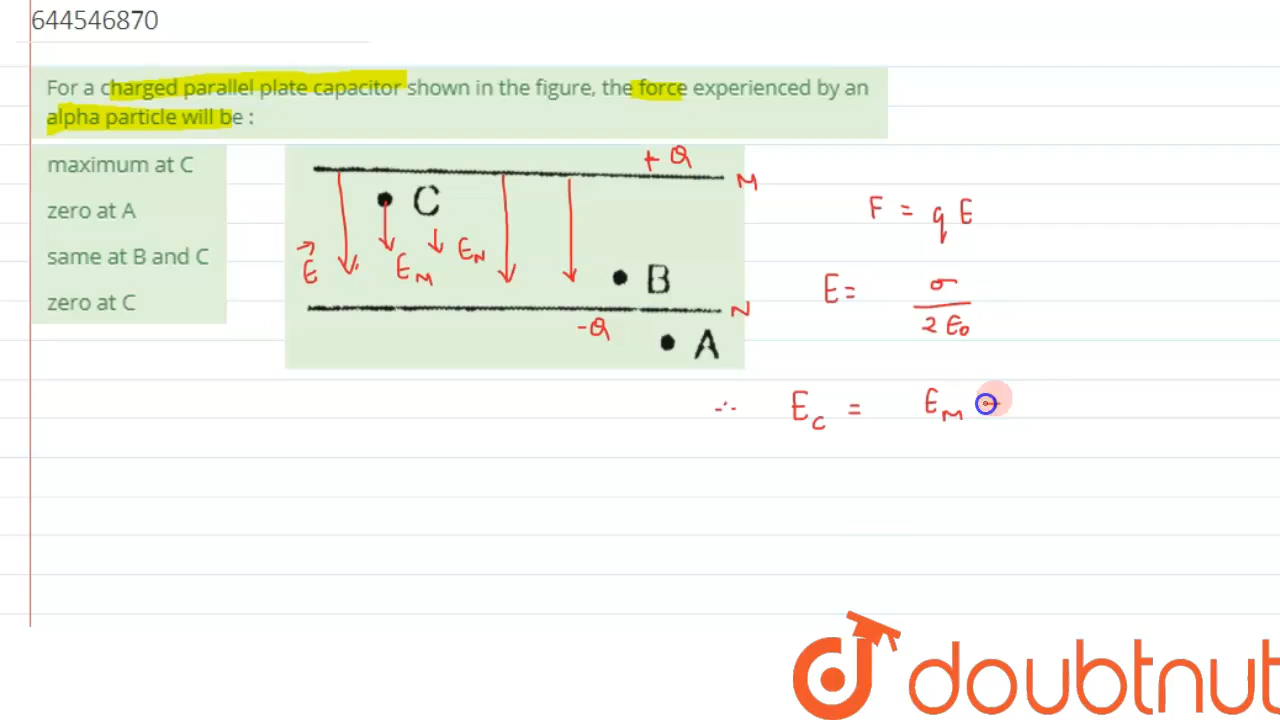 644546870
For a charged parallel plate capacitor shown in the figure, the force experienced by an
alpha particle will be :
maximum at C
zero at A
same at B and C
zero at C
+ Q
M
C
E⃗
E_M
E_N
B
N
-Q
A
F = qE
E = σ / 2ε₀
∴ E_C = E_M +
doubtnut